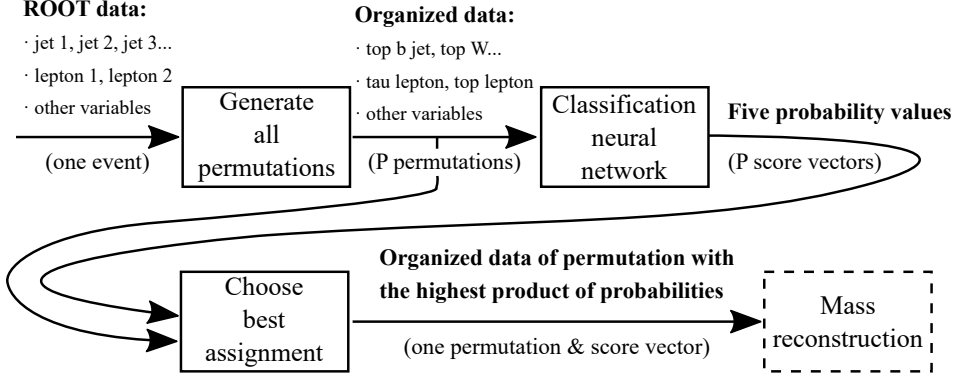 ROOT data:
· jet 1, jet 2, jet 3...
· lepton 1, lepton 2
· other variables
(one event)
Generate
all
permutations
Organized data:
· top b jet, top W...
· tau lepton, top lepton
· other variables
(P permutations)
Classification
neural
network
Five probability values
(P score vectors)
Choose
best
assignment
Organized data of permutation with
the highest product of probabilities
(one permutation & score vector)
Mass
reconstruction